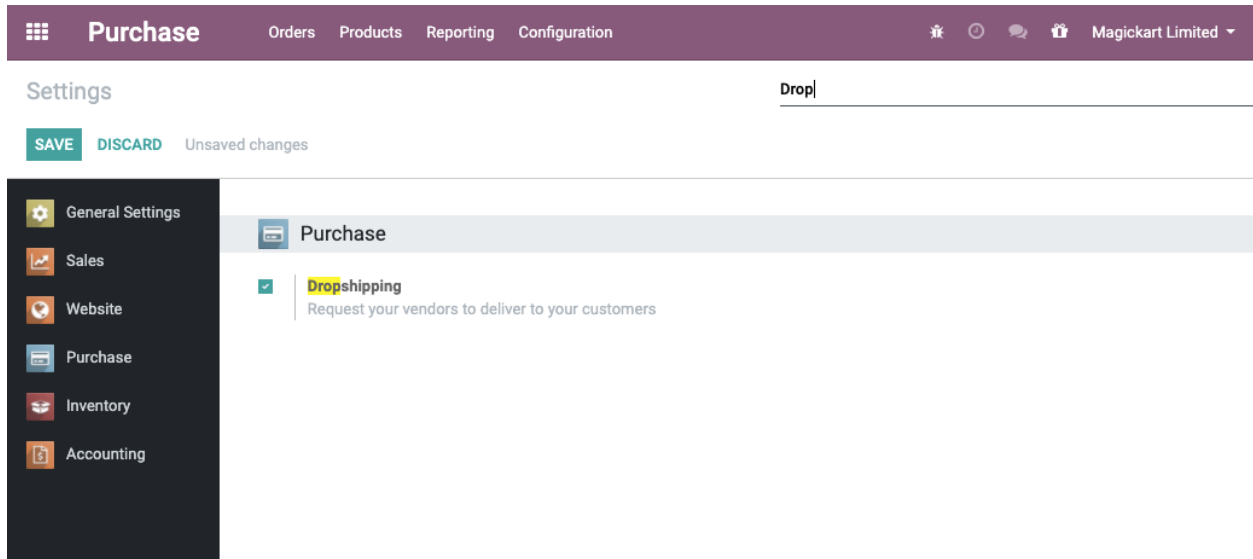 Purchase Orders Products Reporting Configuration Magickart Limited
Settings Drop
SAVE DISCARD Unsaved changes
General Settings
Purchase
Sales
Dropshipping
Website
Request your vendors to deliver to your customers
Purchase
Inventory
Accounting